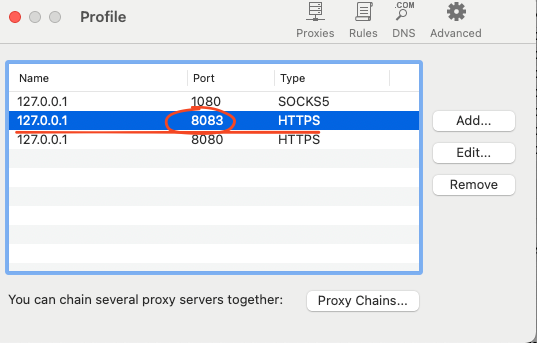 Profile
Proxies Rules DNS Advanced
.COM
Name Port Type
127.0.0.1 1080 SOCKS5
127.0.0.1 8083 HTTPS
127.0.0.1 8080 HTTPS
Add...
Edit...
Remove
You can chain several proxy servers together: Proxy Chains...